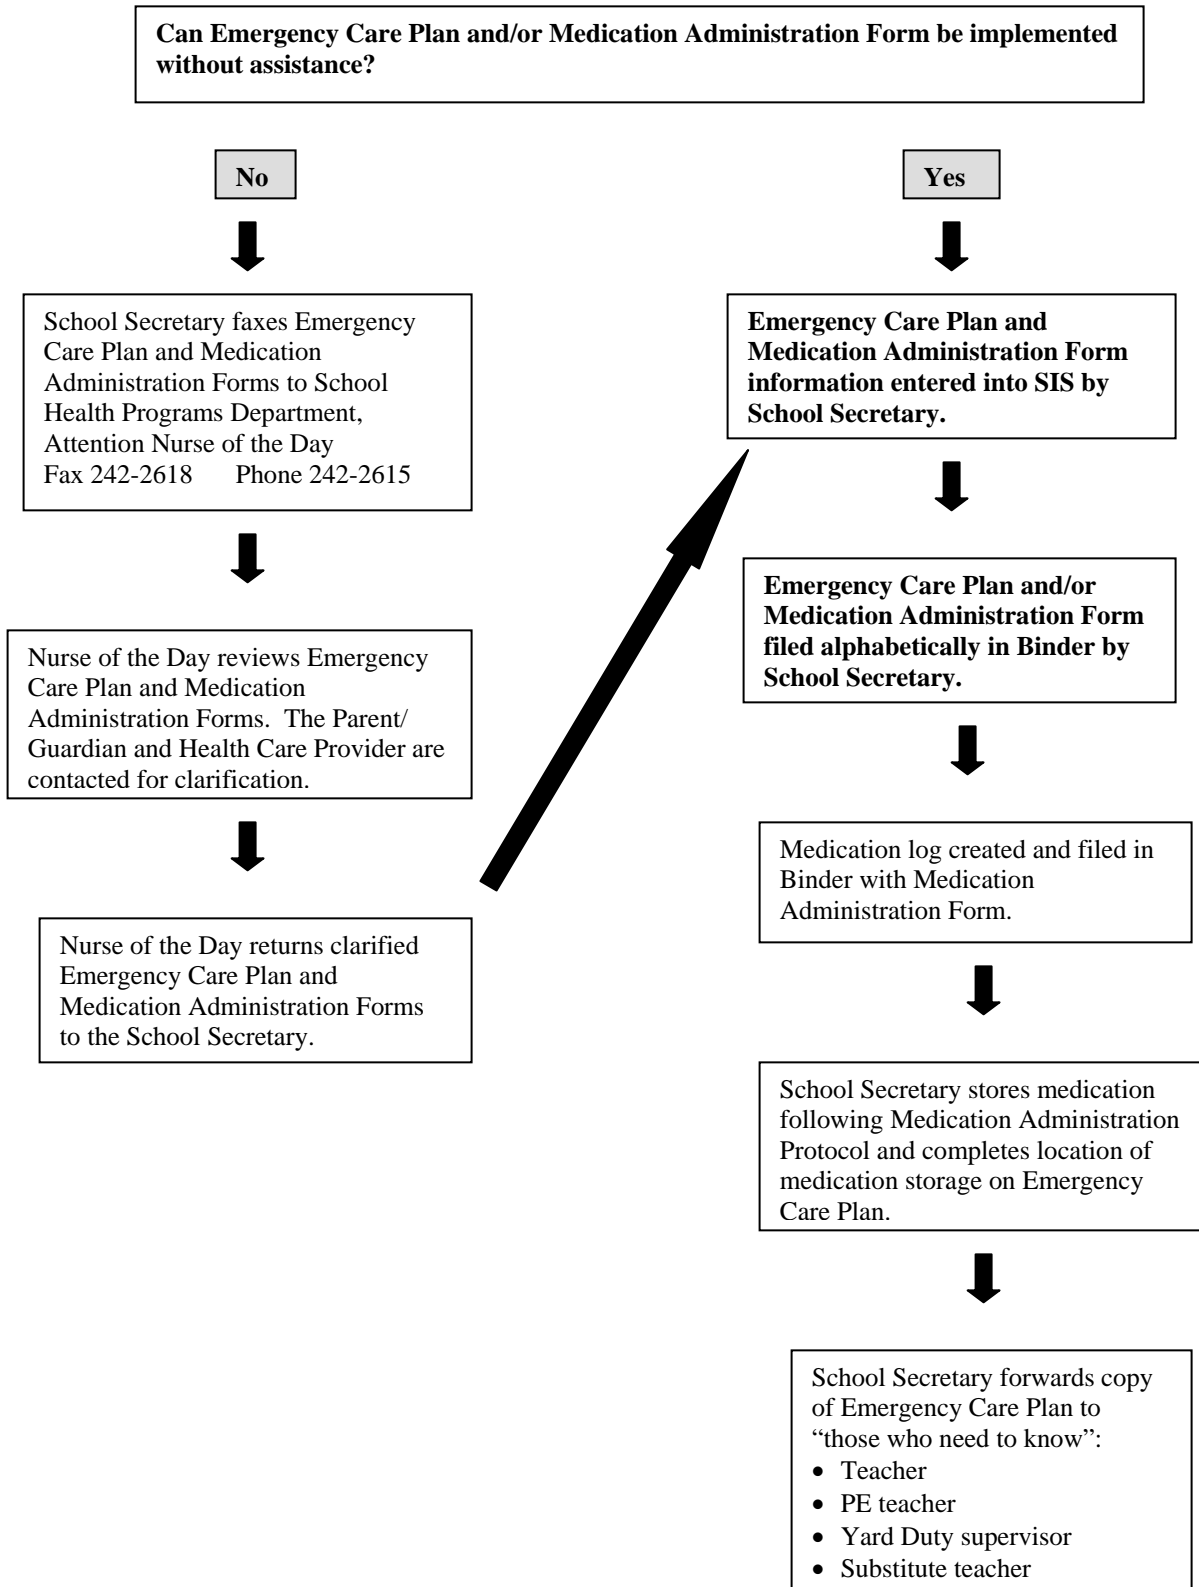 Can Emergency Care Plan and/or Medication Administration Form be implemented
without assistance?
No
School Secretary faxes Emergency
Care Plan and Medication
Administration Forms to School
Health Programs Department,
Attention Nurse of the Day
Fax 242-2618 Phone 242-2615
Nurse of the Day reviews Emergency
Care Plan and Medication
Administration Forms. The Parent/
Guardian and Health Care Provider are
contacted for clarification.
Nurse of the Day returns clarified
Emergency Care Plan and
Medication Administration Forms
to the School Secretary.
Yes
Emergency Care Plan and
Medication Administration Form
information entered into SIS by
School Secretary.
Emergency Care Plan and/or
Medication Administration Form
filed alphabetically in Binder by
School Secretary.
Medication log created and filed in
Binder with Medication
Administration Form.
School Secretary stores medication
following Medication Administration
Protocol and completes location of
medication storage on Emergency
Care Plan.
School Secretary forwards copy
of Emergency Care Plan to
“those who need to know”:
• Teacher
• PE teacher
• Yard Duty supervisor
• Substitute teacher